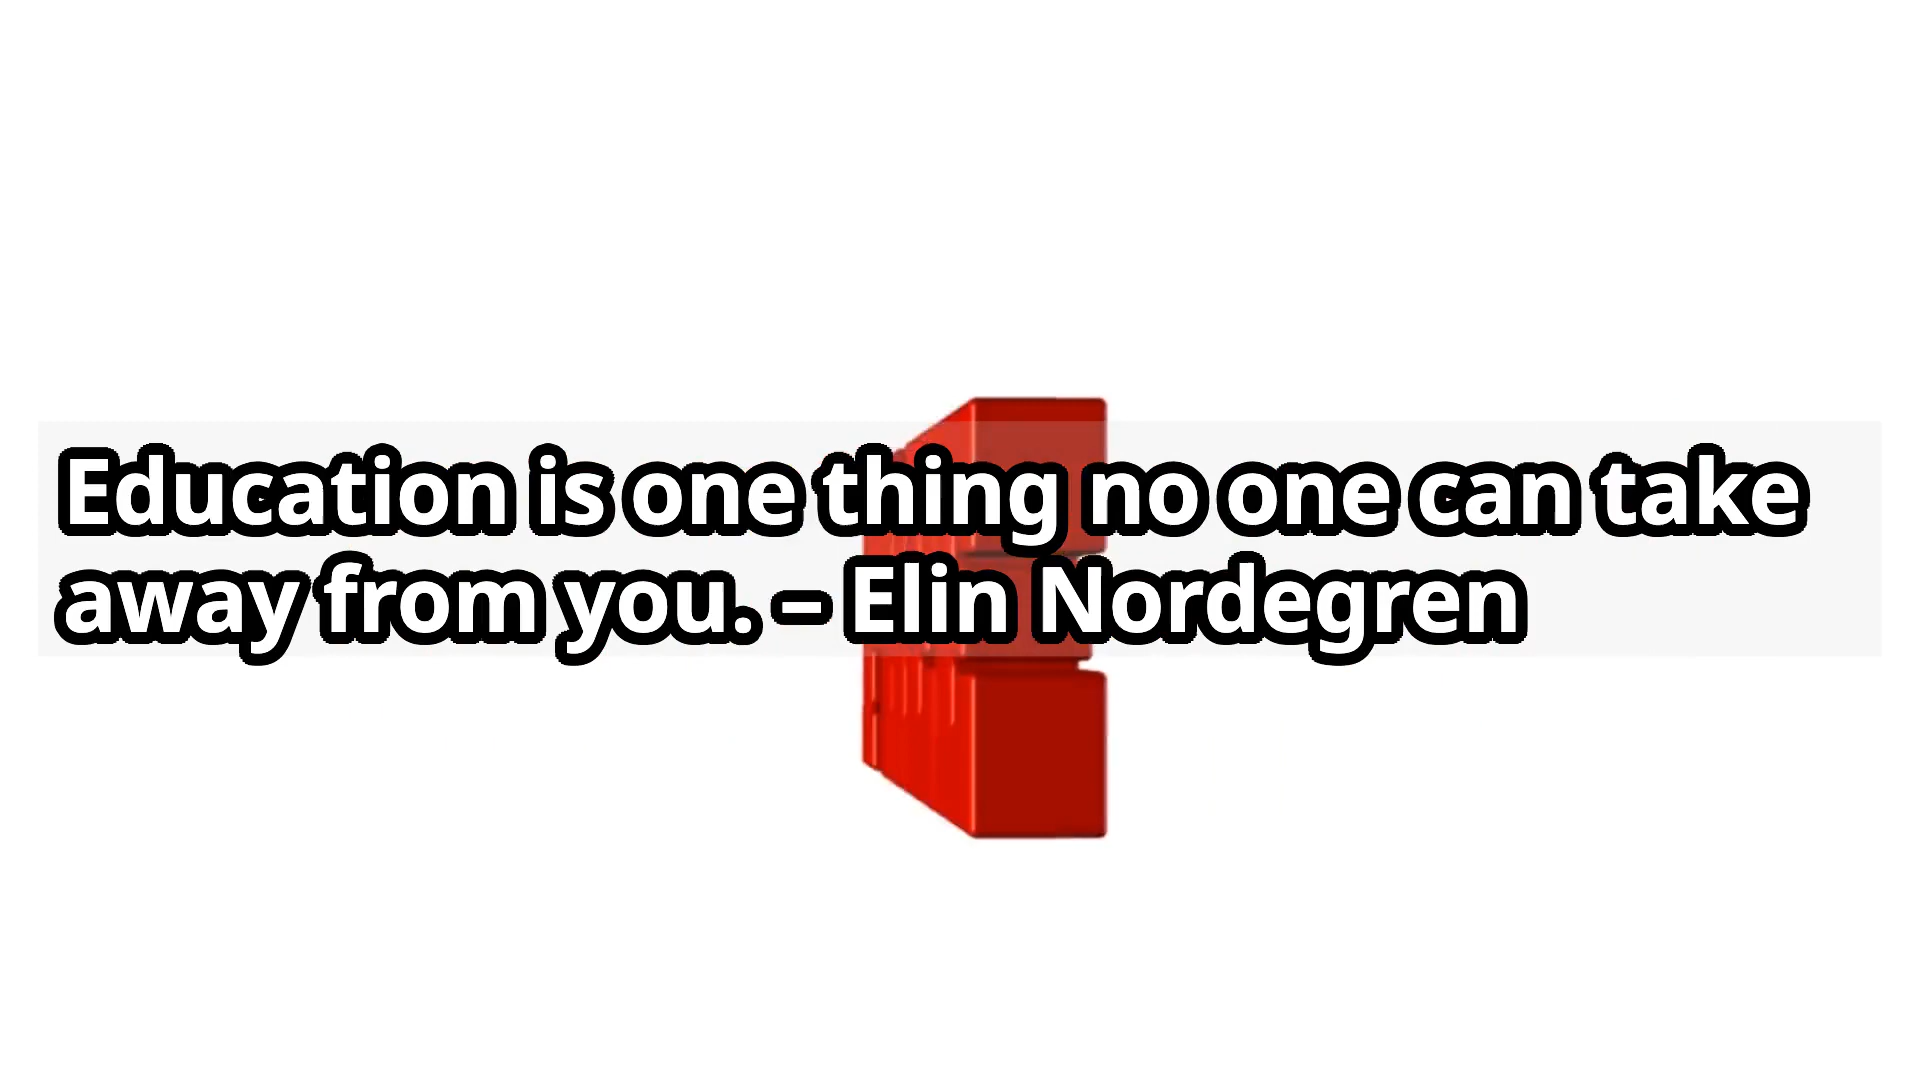 Education is one thing no one can take
away from you. – Elin Nordegren